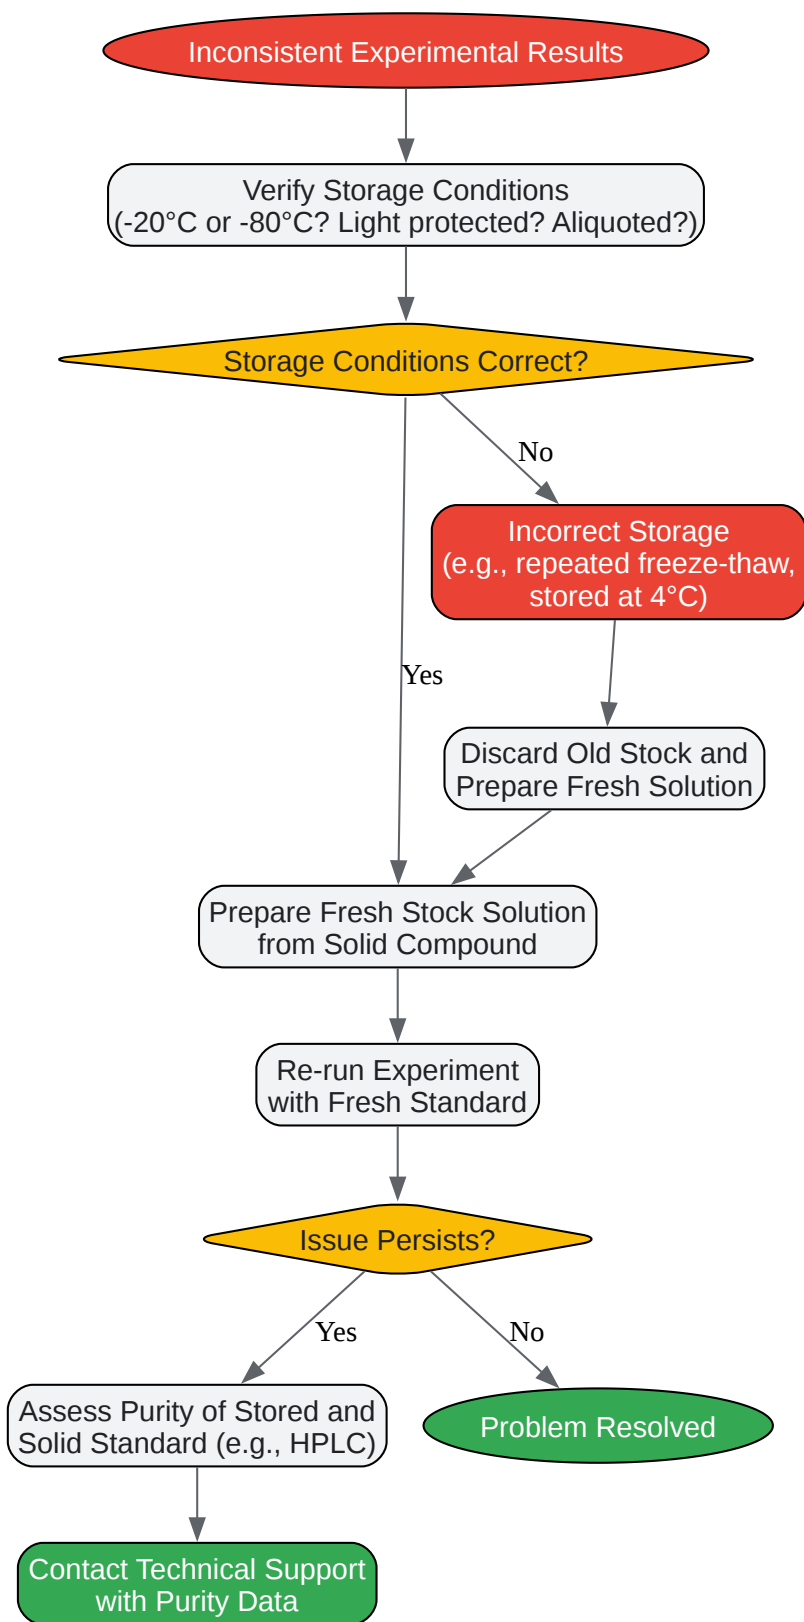 Inconsistent Experimental Results
Verify Storage Conditions
(-20°C or -80°C? Light protected? Aliquoted?)
Storage Conditions Correct?
No
Incorrect Storage
(e.g., repeated freeze-thaw,
stored at 4°C)
Yes
Discard Old Stock and
Prepare Fresh Solution
Prepare Fresh Stock Solution
from Solid Compound
Re-run Experiment
with Fresh Standard
Issue Persists?
Yes
No
Assess Purity of Stored and
Solid Standard (e.g., HPLC)
Problem Resolved
Contact Technical Support
with Purity Data